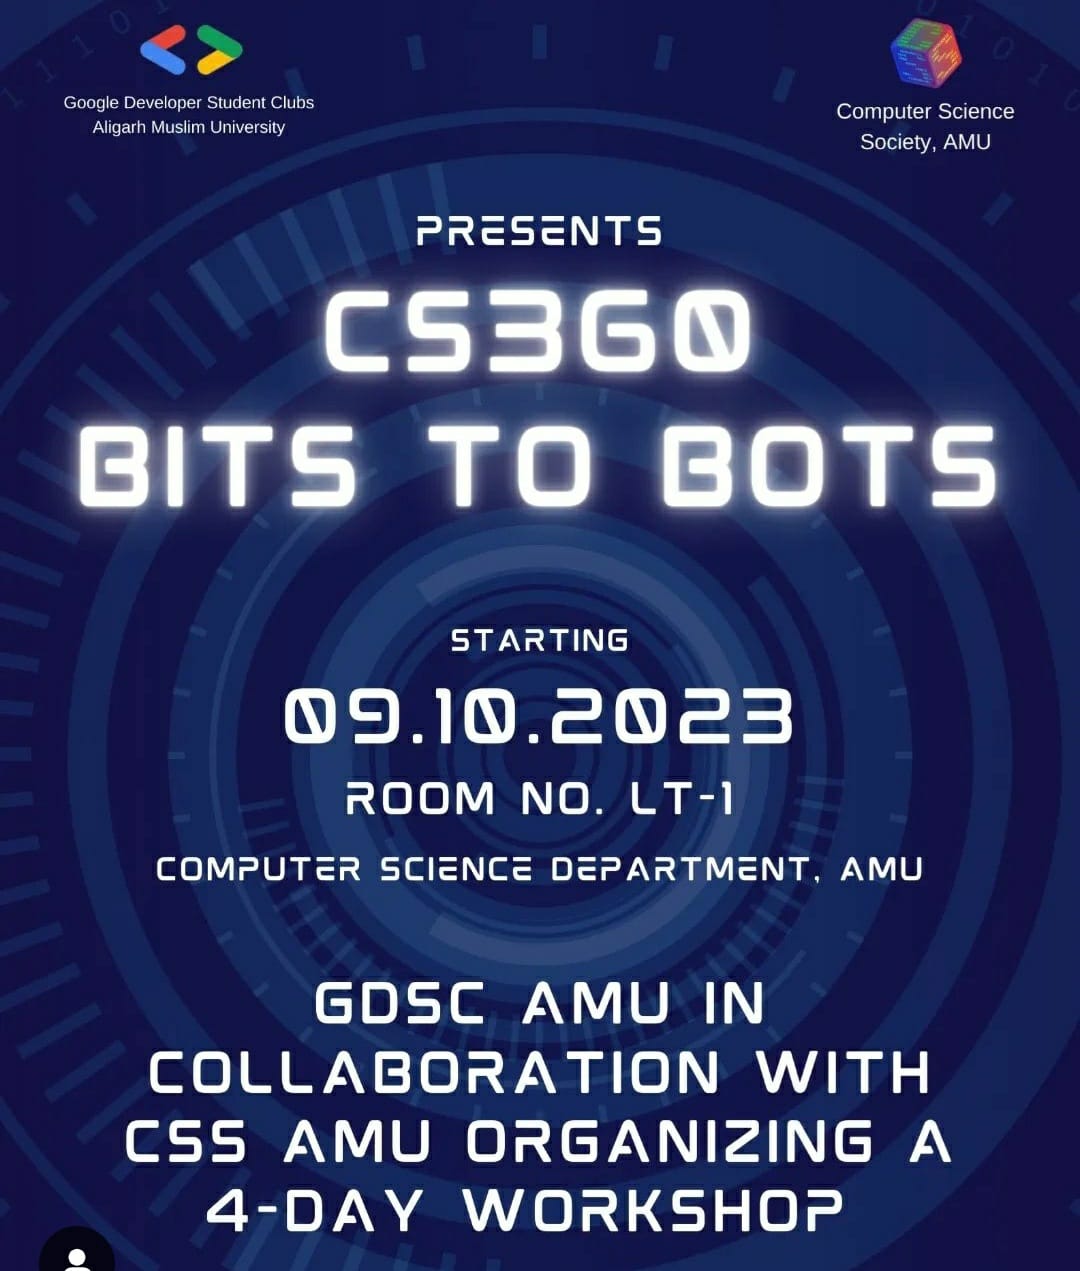 Google Developer Student Clubs
Aligarh Muslim University
Computer Science
Society, AMU
PRESENTS
CS360
BITS TO BOTS
STARTING
09.10.2023
ROOM NO. LT-1
COMPUTER SCIENCE DEPARTMENT, AMU
GDSC AMU IN
COLLABORATION WITH
CSS AMU ORGANIZING A
4-DAY WORKSHOP